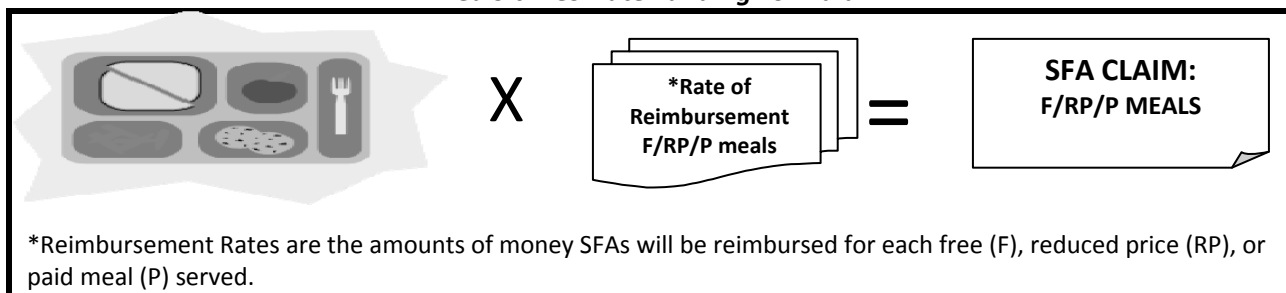 X
*Rate of
Reimbursement
F/RP/P meals
=
SFA CLAIM:
F/RP/P MEALS
*Reimbursement Rates are the amounts of money SFAs will be reimbursed for each free (F), reduced price (RP), or
paid meal (P) served.